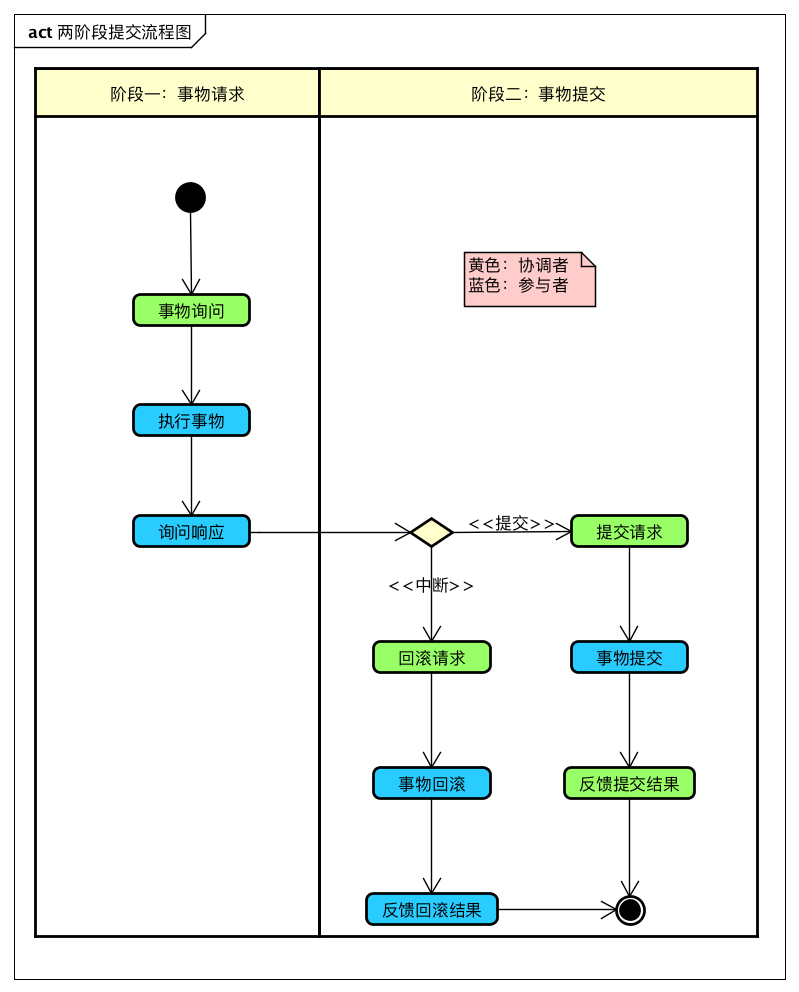 act 两阶段提交流程图
阶段一：事物请求
阶段二：事物提交
黄色：协调者
蓝色：参与者
事物询问
执行事物
询问响应
<<提交>>
提交请求
<<中断>>
回滚请求
事物提交
事物回滚
反馈提交结果
反馈回滚结果